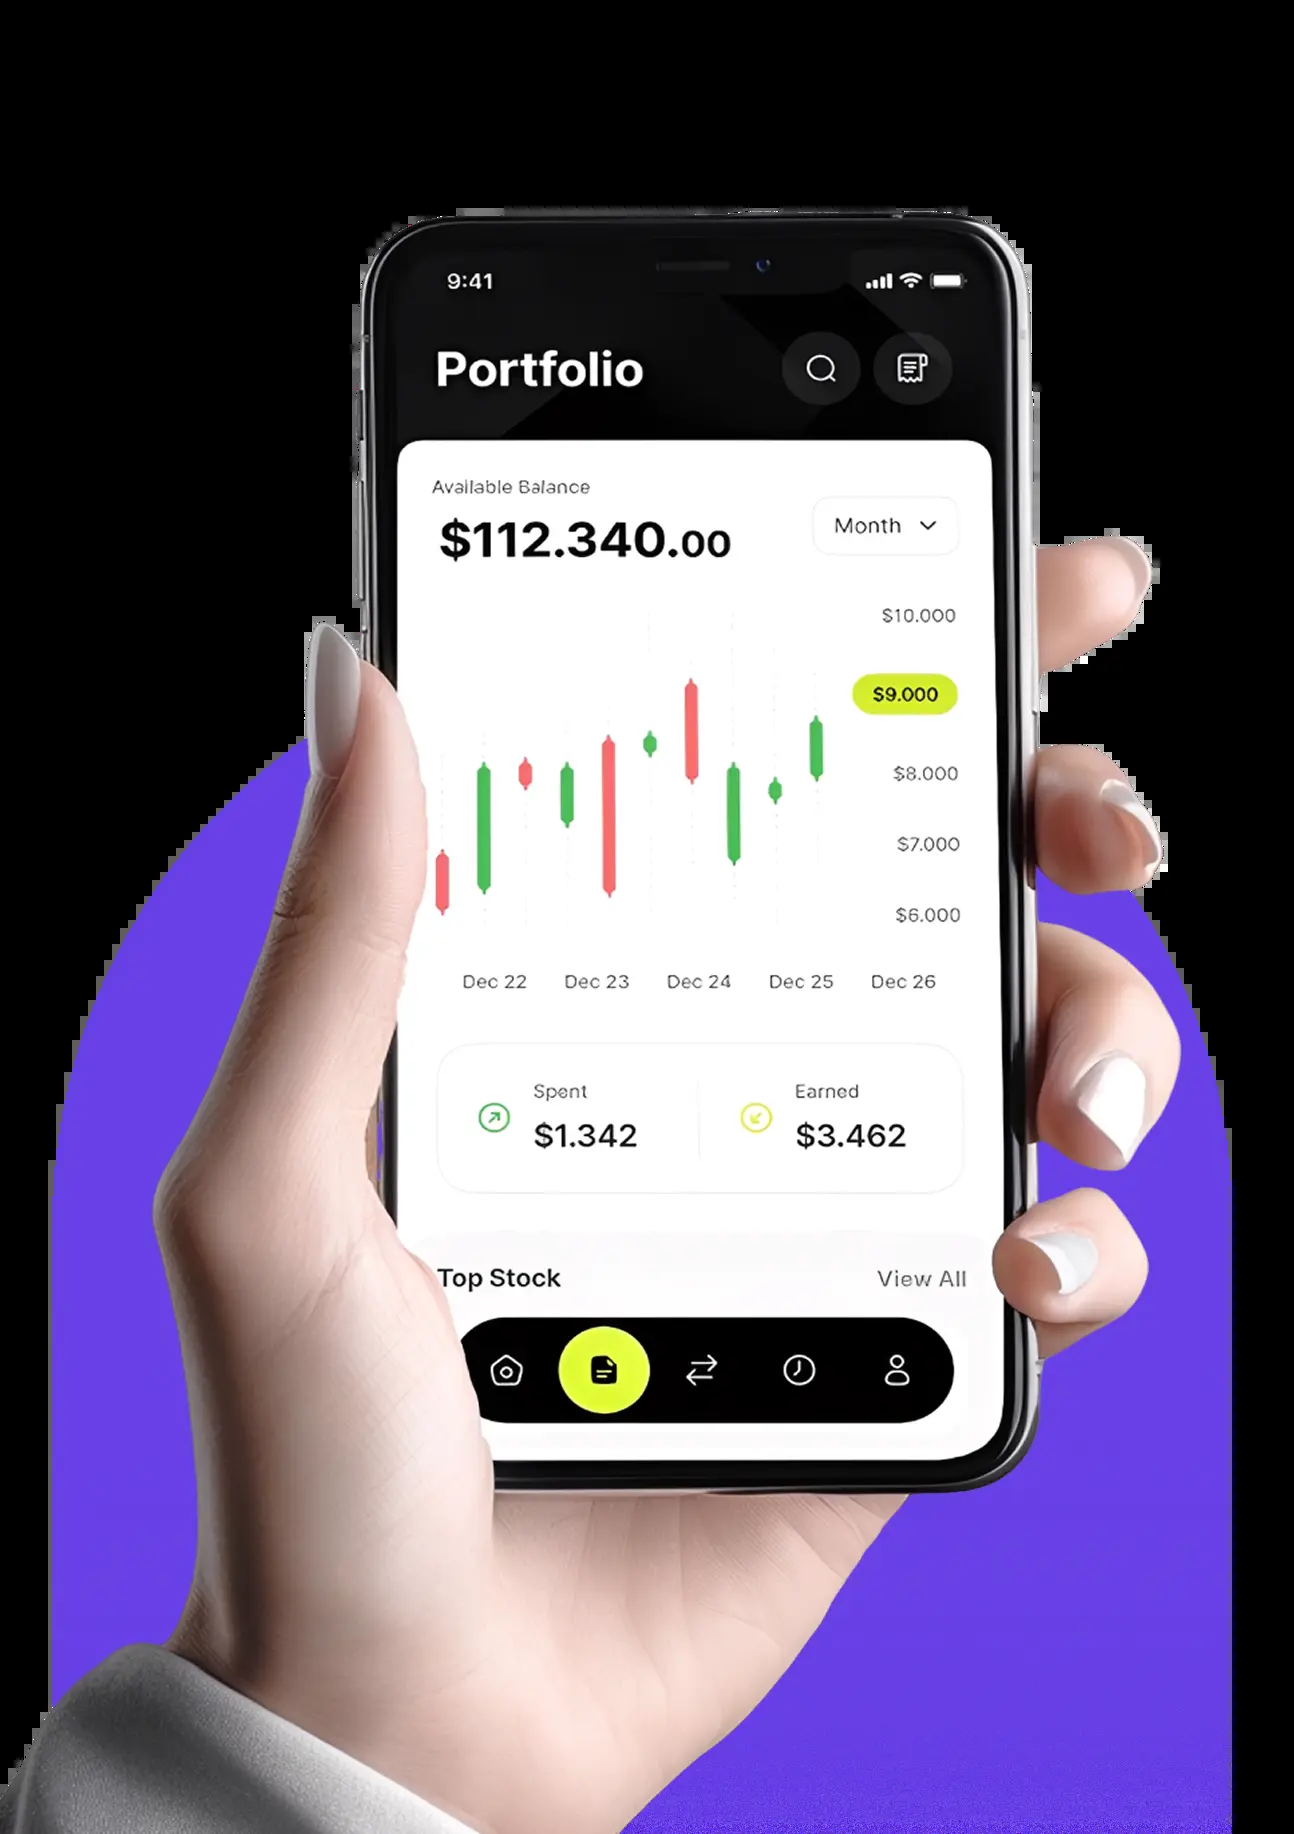 9:41
Portfolio
Available Balance
$112.340.00
Month
$10.000
$9.000
$8.000
$7.000
$6.000
Dec 22 Dec 23 Dec 24 Dec 25 Dec 26
Spent Earned
$1.342 $3.462
Top Stock View All